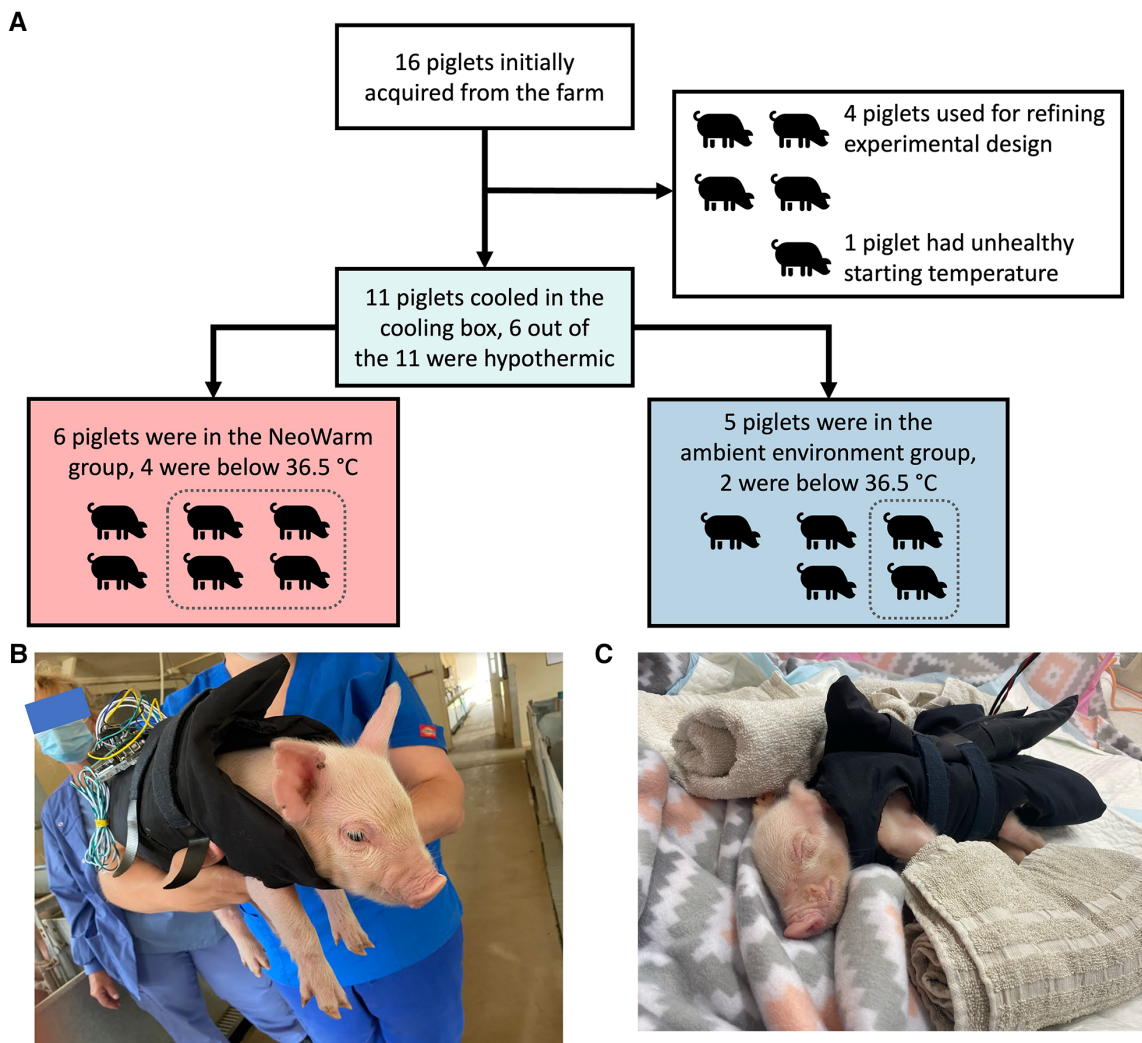 A
16 piglets initially
acquired from the farm
4 piglets used for refining
experimental design
1 piglet had unhealthy
starting temperature
11 piglets cooled in the
cooling box, 6 out of
the 11 were hypothermic
6 piglets were in the NeoWarm
group, 4 were below 36.5 °C
5 piglets were in the
ambient environment group,
2 were below 36.5 °C
B
C